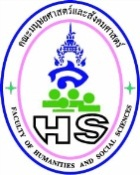 คณะมนุษยศาสตร์และสังคมศาสตร์
HS
FACULTY OF HUMANITIES AND SOCIAL SCIENCES